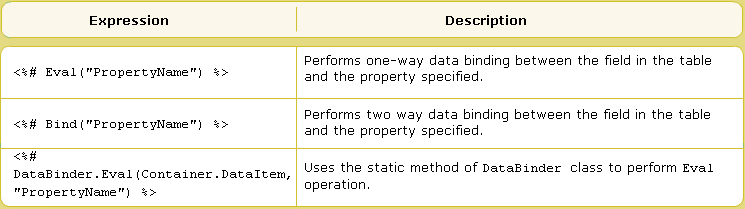 Expression Description
<%# Eval("PropertyName") %> Performs one-way data binding between the field in the table
and the property specified.
<%# Bind("PropertyName") %> Performs two way data binding between the field in the table
and the property specified.
<%#
DataBinder.Eval(Container.DataItem,
"PropertyName") %>
Uses the static method of DataBinder class to perform Eval
operation.